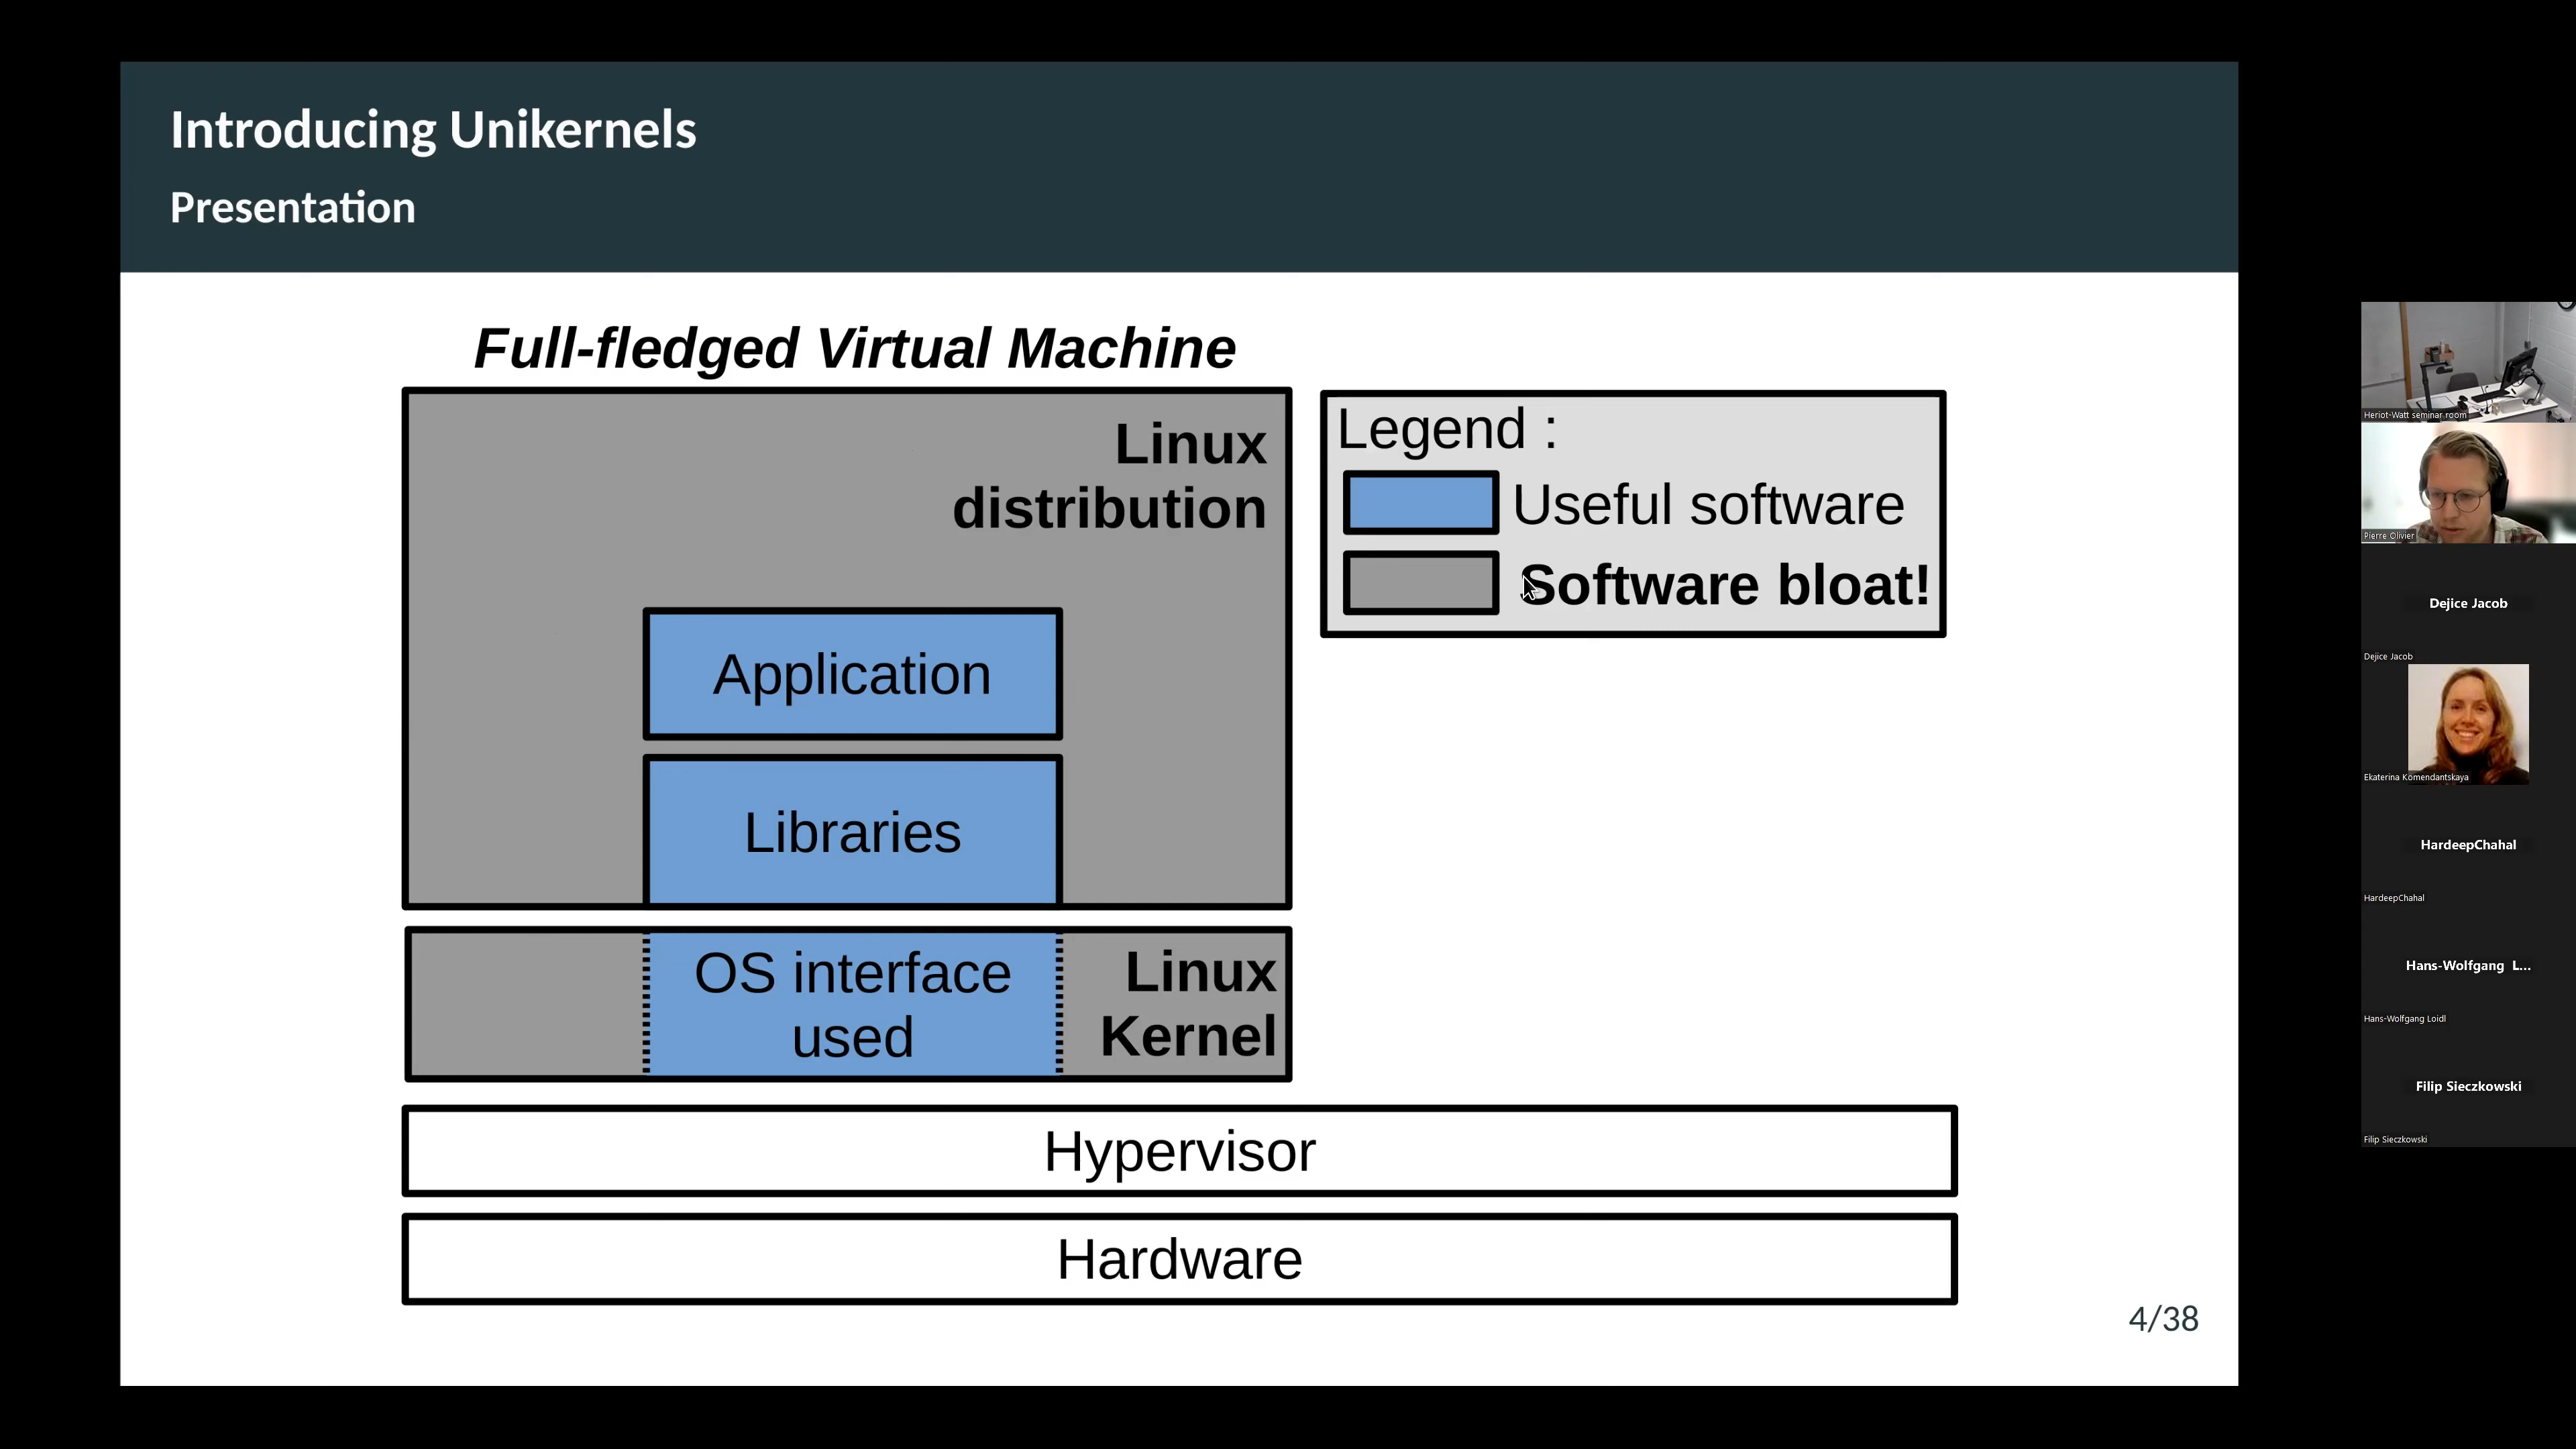 Introducing Unikernels
Presentation
Full-fledged Virtual Machine
Linux
distribution
Application
Libraries
OS interface
used
Linux
Kernel
Legend :
Useful software
Software bloat!
Hypervisor
Hardware
4/38
Heriot-Watt seminar room
Pierre Olivier
Dejice Jacob
Dejice Jacob
Ekaterina Komendantskaya
HardeepChahal
HardeepChahal
Hans-Wolfgang L...
Hans-Wolfgang Loidl
Filip Sieczkowski
Filip Sieczkowski